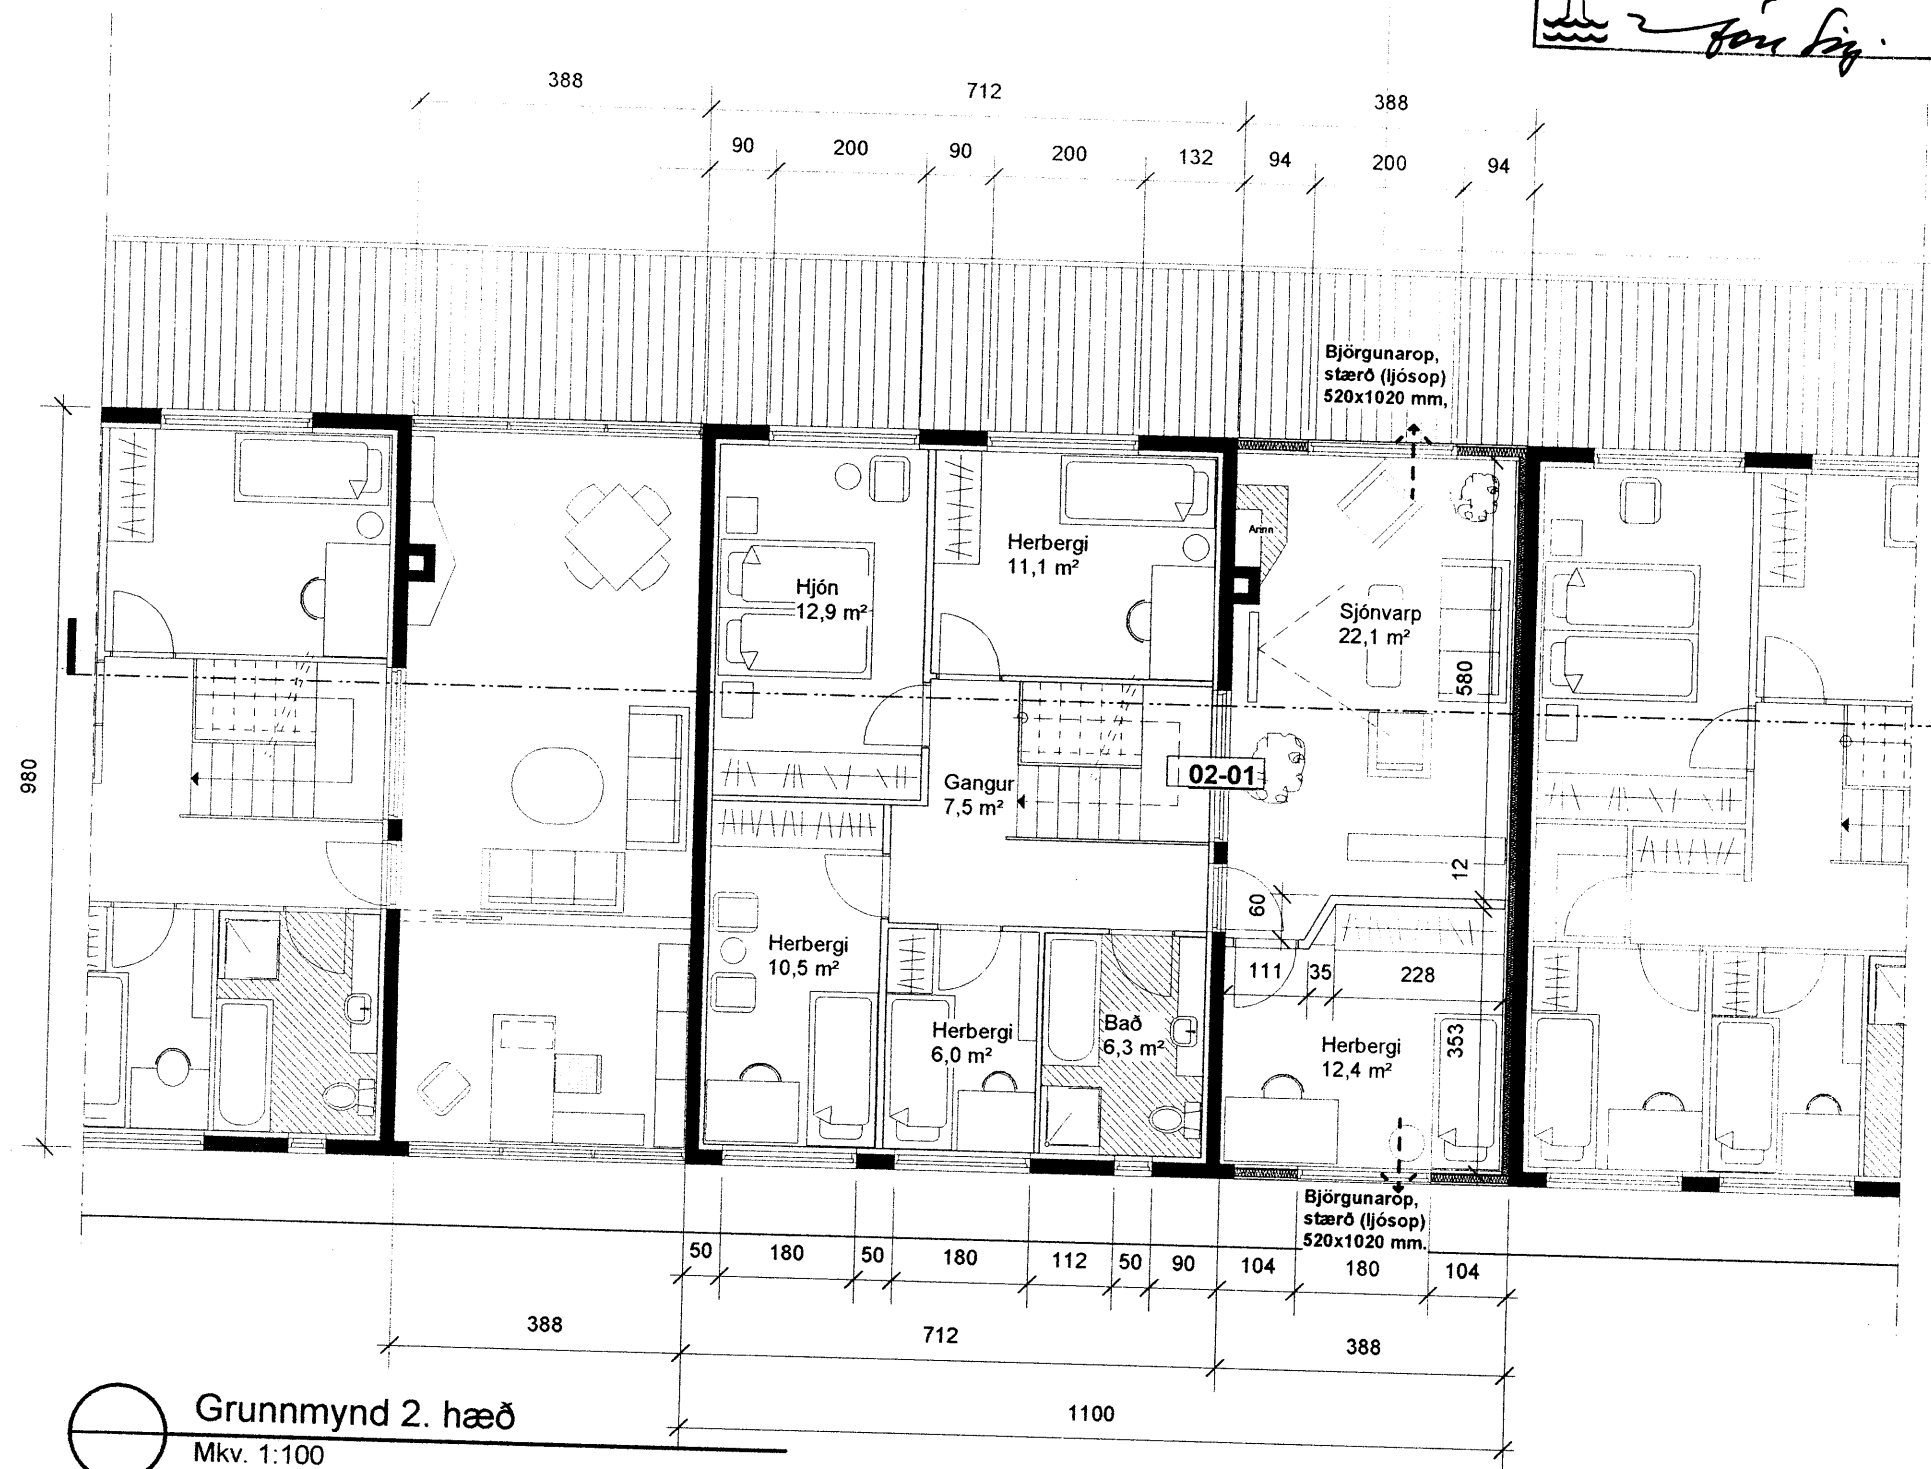 388
712
388
90
200
90
200
132
94
200
94
Björgunarop,
stærð (ljósop)
520x1020 mm,
Herbergi
11,1 m²
Arinn
Hjón
12,9 m²
Sjónvarp
22,1 m²
580
980
02-01
Gangur
7,5 m²
12
60
Herbergi
10,5 m²
111
35
228
Herbergi
6,0 m²
Bað
6,3 m²
Herbergi
12,4 m²
353
Björgunarop,
stærð (ljósop)
520x1020 mm.
50
180
50
180
112
50
90
104
180
104
388
712
388
1100
Grunnmynd 2. hæð
Mkv. 1:100